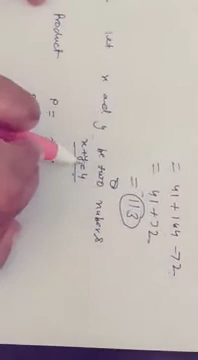 = 41 + 144 - 72
= 41 + 72
= 113
let x and y be two numbers
x+y=4
Product P =